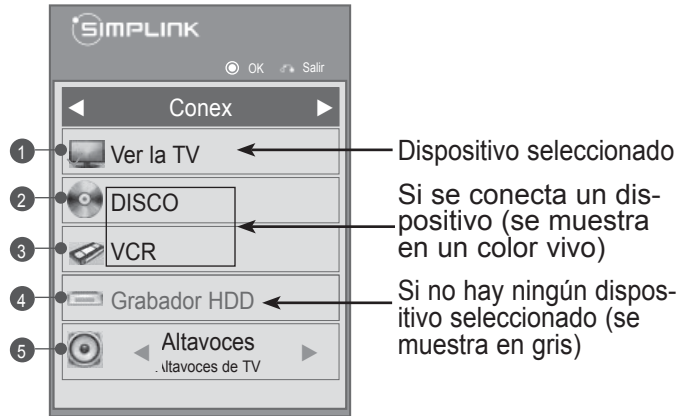 SIMPLINK
OK Salir
Conex
1 Ver la TV
Dispositivo seleccionado
2 DISCO
3 VCR
Si se conecta un dis-
positivo (se muestra
en un color vivo)
4 Grabador HDD
Si no hay ningún dispos-
itivo seleccionado (se
muestra en gris)
5 Altavoces
ltavoces de TV